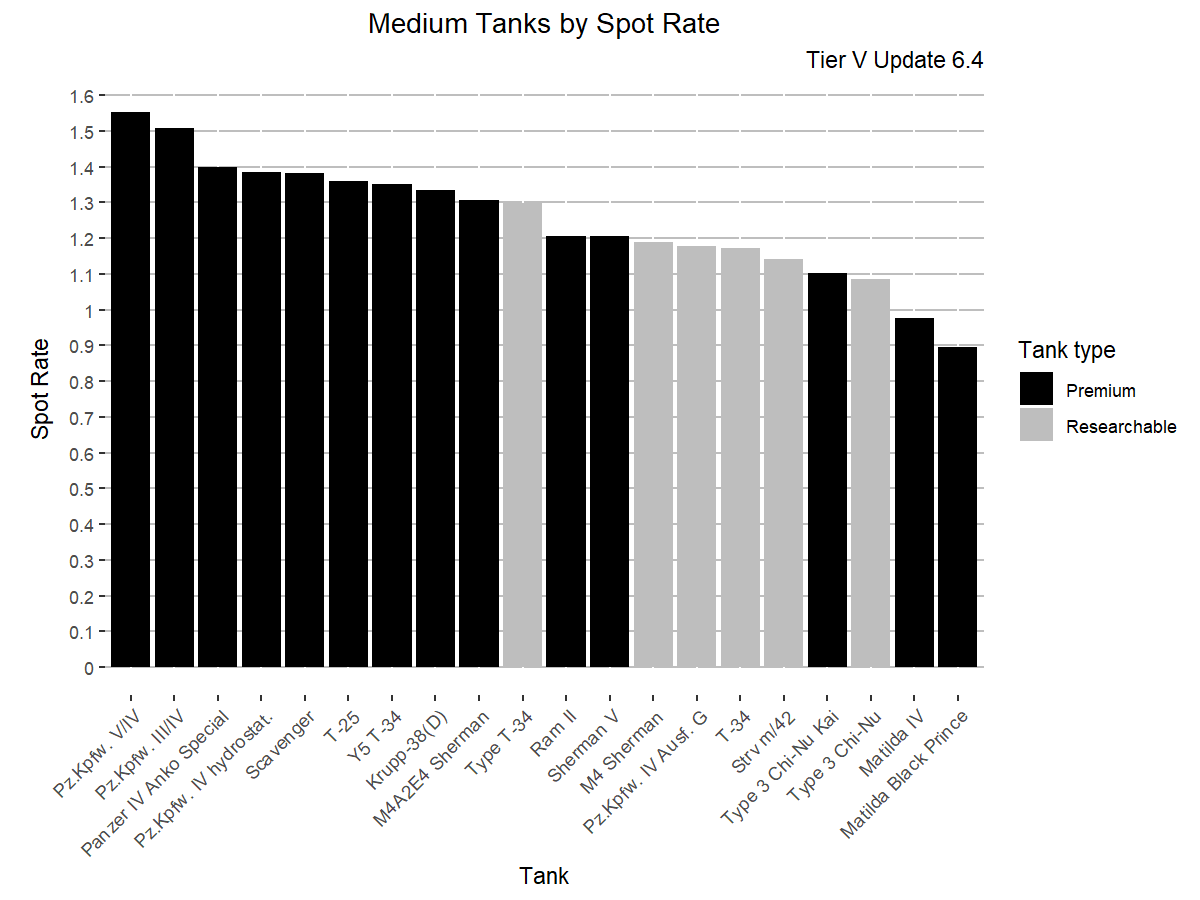 Medium Tanks by Spot Rate
Tier V Update 6.4
1.6
1.5
1.4
1.3
1.2
1.1
1
0.9
0.8
0.7
0.6
0.5
0.4
0.3
0.2
0.1
0
Spot Rate
Pz.Kpfw. V/IV
Pz.Kpfw. III/IV
Panzer IV Anko Special
Pz.Kpfw. IV hydrostat.
Scavenger
T-25
Y5 T-34
Krupp-38(D)
M4A2E4 Sherman
Type T-34
Ram II
Sherman V
M4 Sherman
Pz.Kpfw. IV Ausf. G
T-34
Strv m/42
Type 3 Chi-Nu Kai
Type 3 Chi-Nu
Matilda IV
Matilda Black Prince
Tank
Tank type
Premium
Researchable